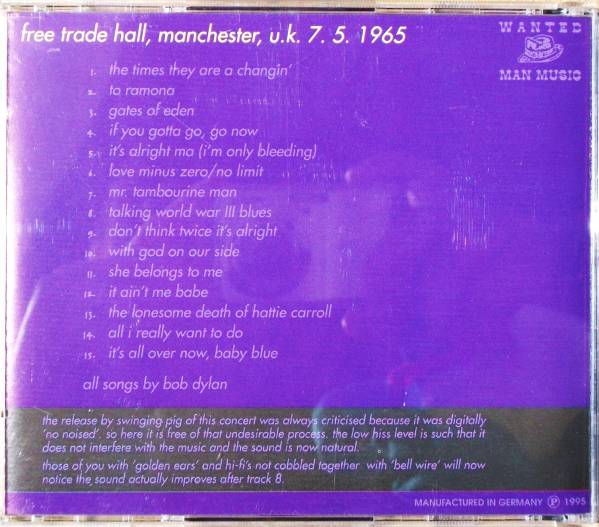 free trade hall, manchester, u.k. 7. 5. 1965
WANTED
MAN MUSIC
1. the times they are a changin'
2. to ramona
3. gates of eden
4. if you gotta go, go now
5. it's alright ma (i'm only bleeding)
6. love minus zero/no limit
7. mr. tambourine man
8. talking world war III blues
9. don't think twice it's alright
10. with god on our side
11. she belongs to me
12. it ain't me babe
13. the lonesome death of hattie carroll
14. all i really want to do
15. it's all over now, baby blue
all songs by bob dylan
the release by swinging pig of this concert was always criticised because it was digitally
'no noised'. so here it is free of that undesirable process. the low hiss level is such that it
does not interfere with the music and the sound is now natural.
those of you with 'golden ears' and hi-fi's not cobbled together with 'bell wire' will now
notice the sound actually improves after track 8.
MANUFACTURED IN GERMANY Ⓟ 1995